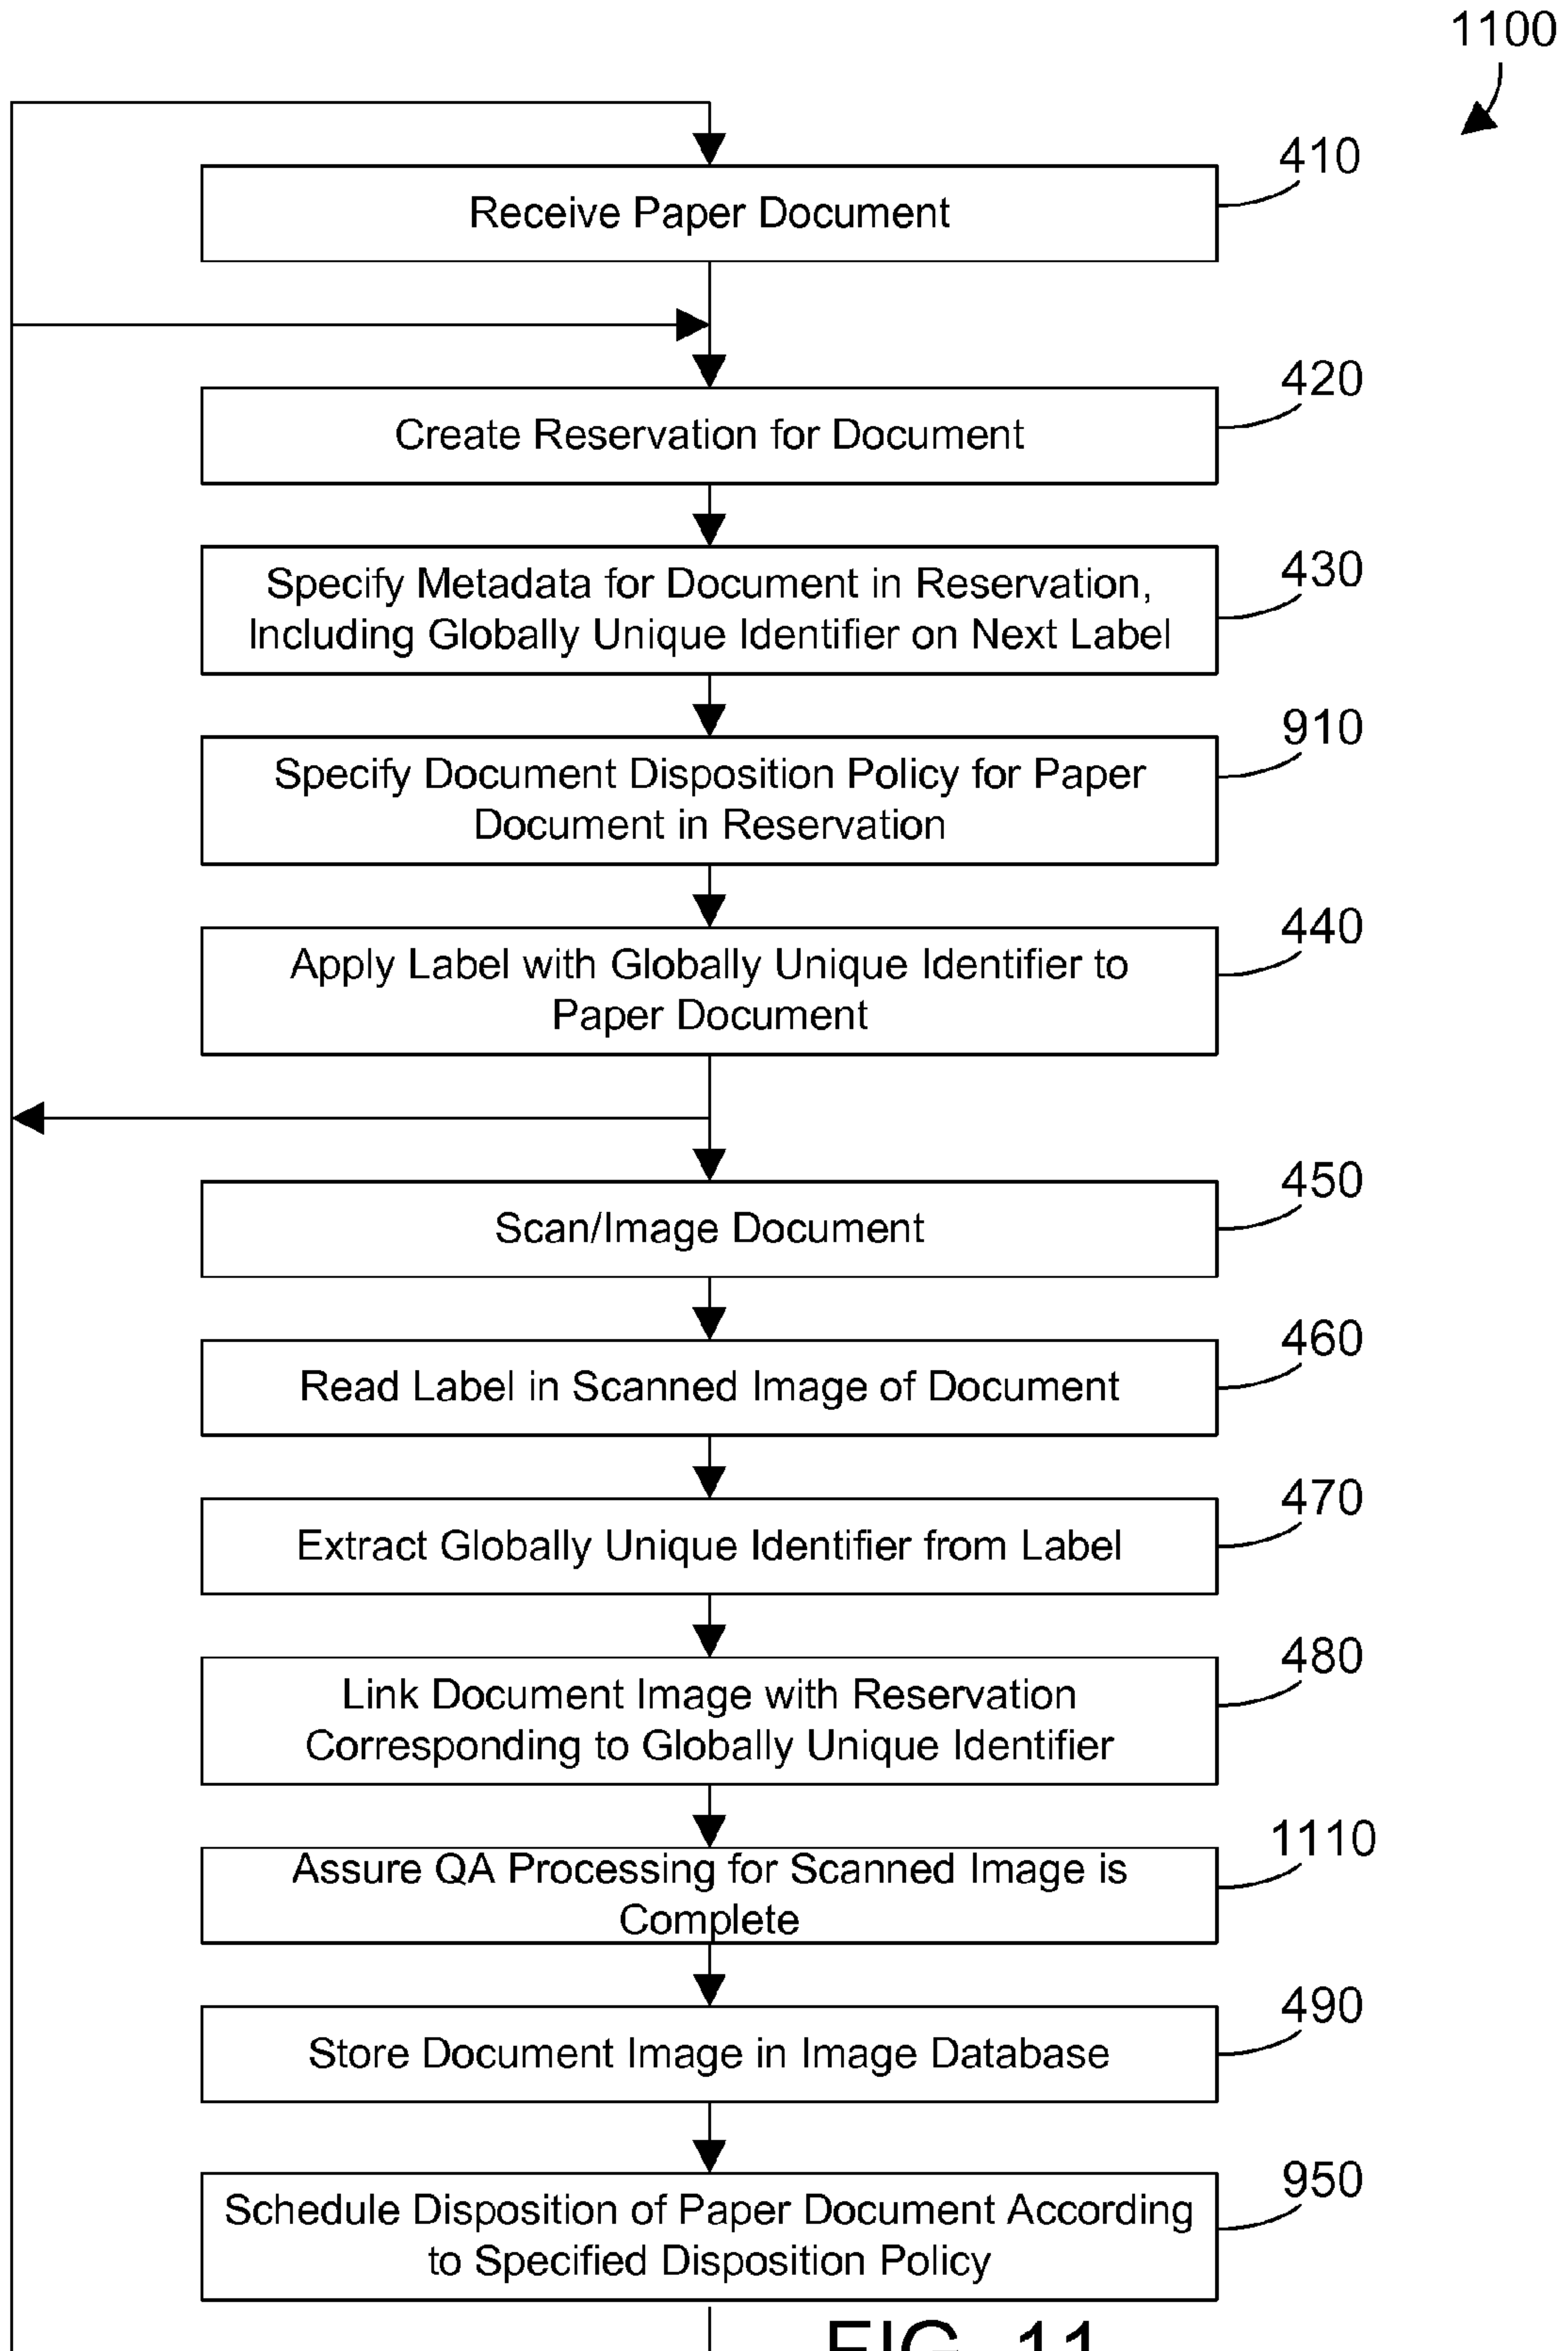 1100
410
Receive Paper Document
420
Create Reservation for Document
430
Specify Metadata for Document in Reservation,
Including Globally Unique Identifier on Next Label
910
Specify Document Disposition Policy for Paper
Document in Reservation
440
Apply Label with Globally Unique Identifier to
Paper Document
450
Scan/Image Document
460
Read Label in Scanned Image of Document
470
Extract Globally Unique Identifier from Label
480
Link Document Image with Reservation
Corresponding to Globally Unique Identifier
1110
Assure QA Processing for Scanned Image is
Complete
490
Store Document Image in Image Database
950
Schedule Disposition of Paper Document According
to Specified Disposition Policy
FIG. 11